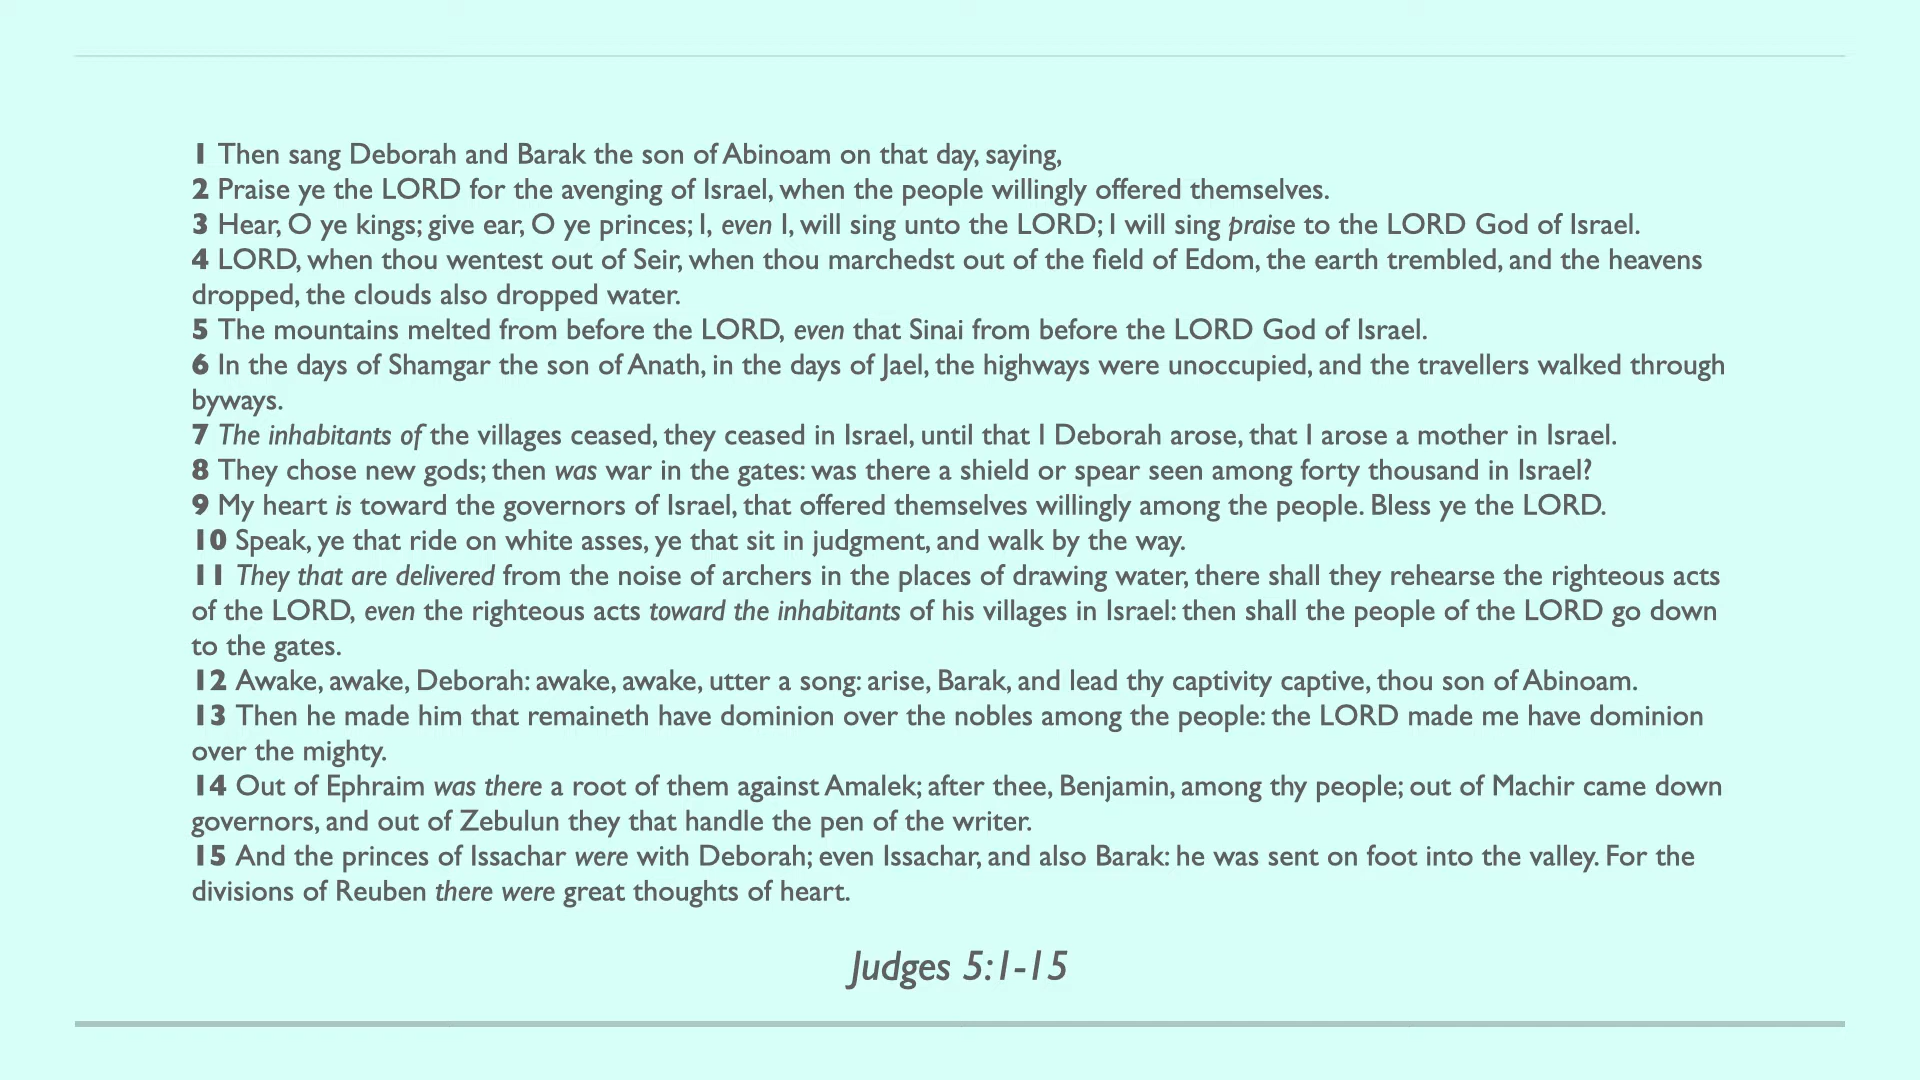 1 Then sang Deborah and Barak the son of Abinoam on that day, saying,
2 Praise ye the LORD for the avenging of Israel, when the people willingly offered themselves.
3 Hear, O ye kings; give ear, O ye princes; I, even I, will sing unto the LORD; I will sing praise to the LORD God of Israel.
4 LORD, when thou wentest out of Seir, when thou marchedst out of the field of Edom, the earth trembled, and the heavens
dropped, the clouds also dropped water.
5 The mountains melted from before the LORD, even that Sinai from before the LORD God of Israel.
6 In the days of Shamgar the son of Anath, in the days of Jael, the highways were unoccupied, and the travellers walked through
byways.
7 The inhabitants of the villages ceased, they ceased in Israel, until that I Deborah arose, that I arose a mother in Israel.
8 They chose new gods; then was war in the gates: was there a shield or spear seen among forty thousand in Israel?
9 My heart is toward the governors of Israel, that offered themselves willingly among the people. Bless ye the LORD.
10 Speak, ye that ride on white asses, ye that sit in judgment, and walk by the way.
11 They that are delivered from the noise of archers in the places of drawing water, there shall they rehearse the righteous acts
of the LORD, even the righteous acts toward the inhabitants of his villages in Israel: then shall the people of the LORD go down
to the gates.
12 Awake, awake, Deborah: awake, awake, utter a song: arise, Barak, and lead thy captivity captive, thou son of Abinoam.
13 Then he made him that remaineth have dominion over the nobles among the people: the LORD made me have dominion
over the mighty.
14 Out of Ephraim was there a root of them against Amalek; after thee, Benjamin, among thy people; out of Machir came down
governors, and out of Zebulun they that handle the pen of the writer.
15 And the princes of Issachar were with Deborah; even Issachar, and also Barak: he was sent on foot into the valley. For the
divisions of Reuben there were great thoughts of heart.
Judges 5:1-15